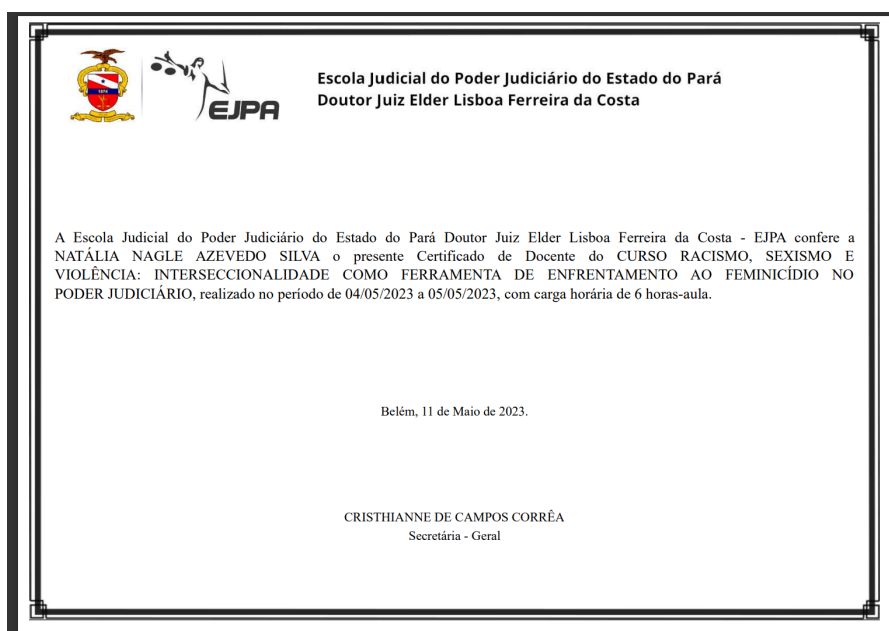 EJPA
Escola Judicial do Poder Judiciário do Estado do Pará
Doutor Juiz Elder Lisboa Ferreira da Costa
A Escola Judicial do Poder Judiciário do Estado do Pará Doutor Juiz Elder Lisboa Ferreira da Costa - EJPA confere a
NATÁLIA NAGLE AZEVEDO SILVA o presente Certificado de Docente do CURSO RACISMO, SEXISMO E
VIOLÊNCIA: INTERSECCIONALIDADE COMO FERRAMENTA DE ENFRENTAMENTO AO FEMINICÍDIO NO
PODER JUDICIÁRIO, realizado no período de 04/05/2023 a 05/05/2023, com carga horária de 6 horas-aula.
Belém, 11 de Maio de 2023.
CRISTHIANNE DE CAMPOS CORRÊA
Secretária - Geral